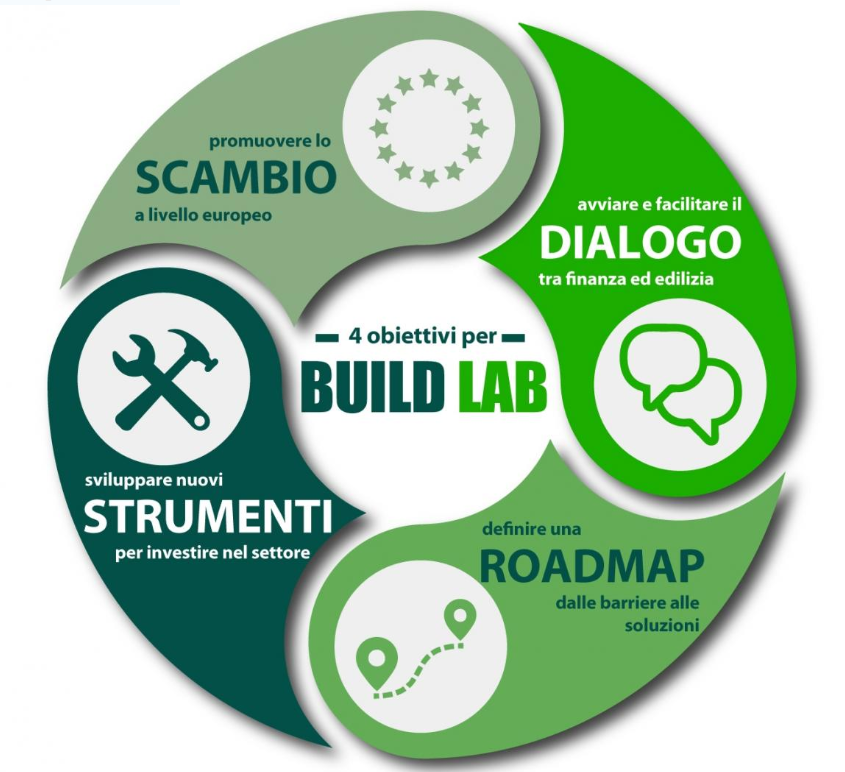 promuovere lo
SCAMBIO
a livello europeo
avviare e facilitare il
DIALOGO
tra finanza ed edilizia
4 obiettivi per
BUILD LAB
sviluppare nuovi
STRUMENTI
per investire nel settore
definire una
ROADMAP
dalle barriere alle
soluzioni